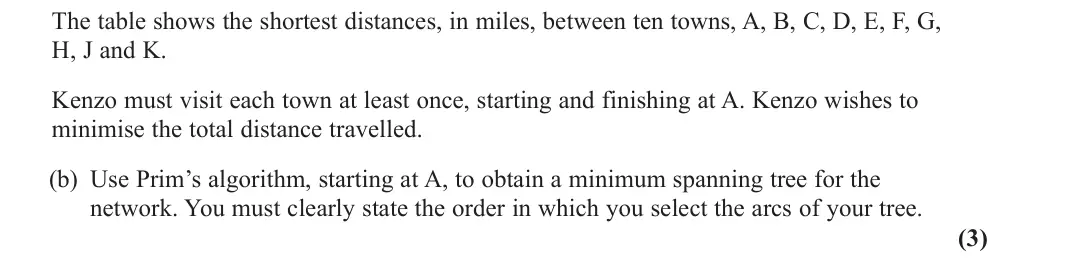 The table shows the shortest distances, in miles, between ten towns, A, B, C, D, E, F, G,
H, J and K.
Kenzo must visit each town at least once, starting and finishing at A. Kenzo wishes to
minimise the total distance travelled.
(b) Use Prim’s algorithm, starting at A, to obtain a minimum spanning tree for the
network. You must clearly state the order in which you select the arcs of your tree.
(3)